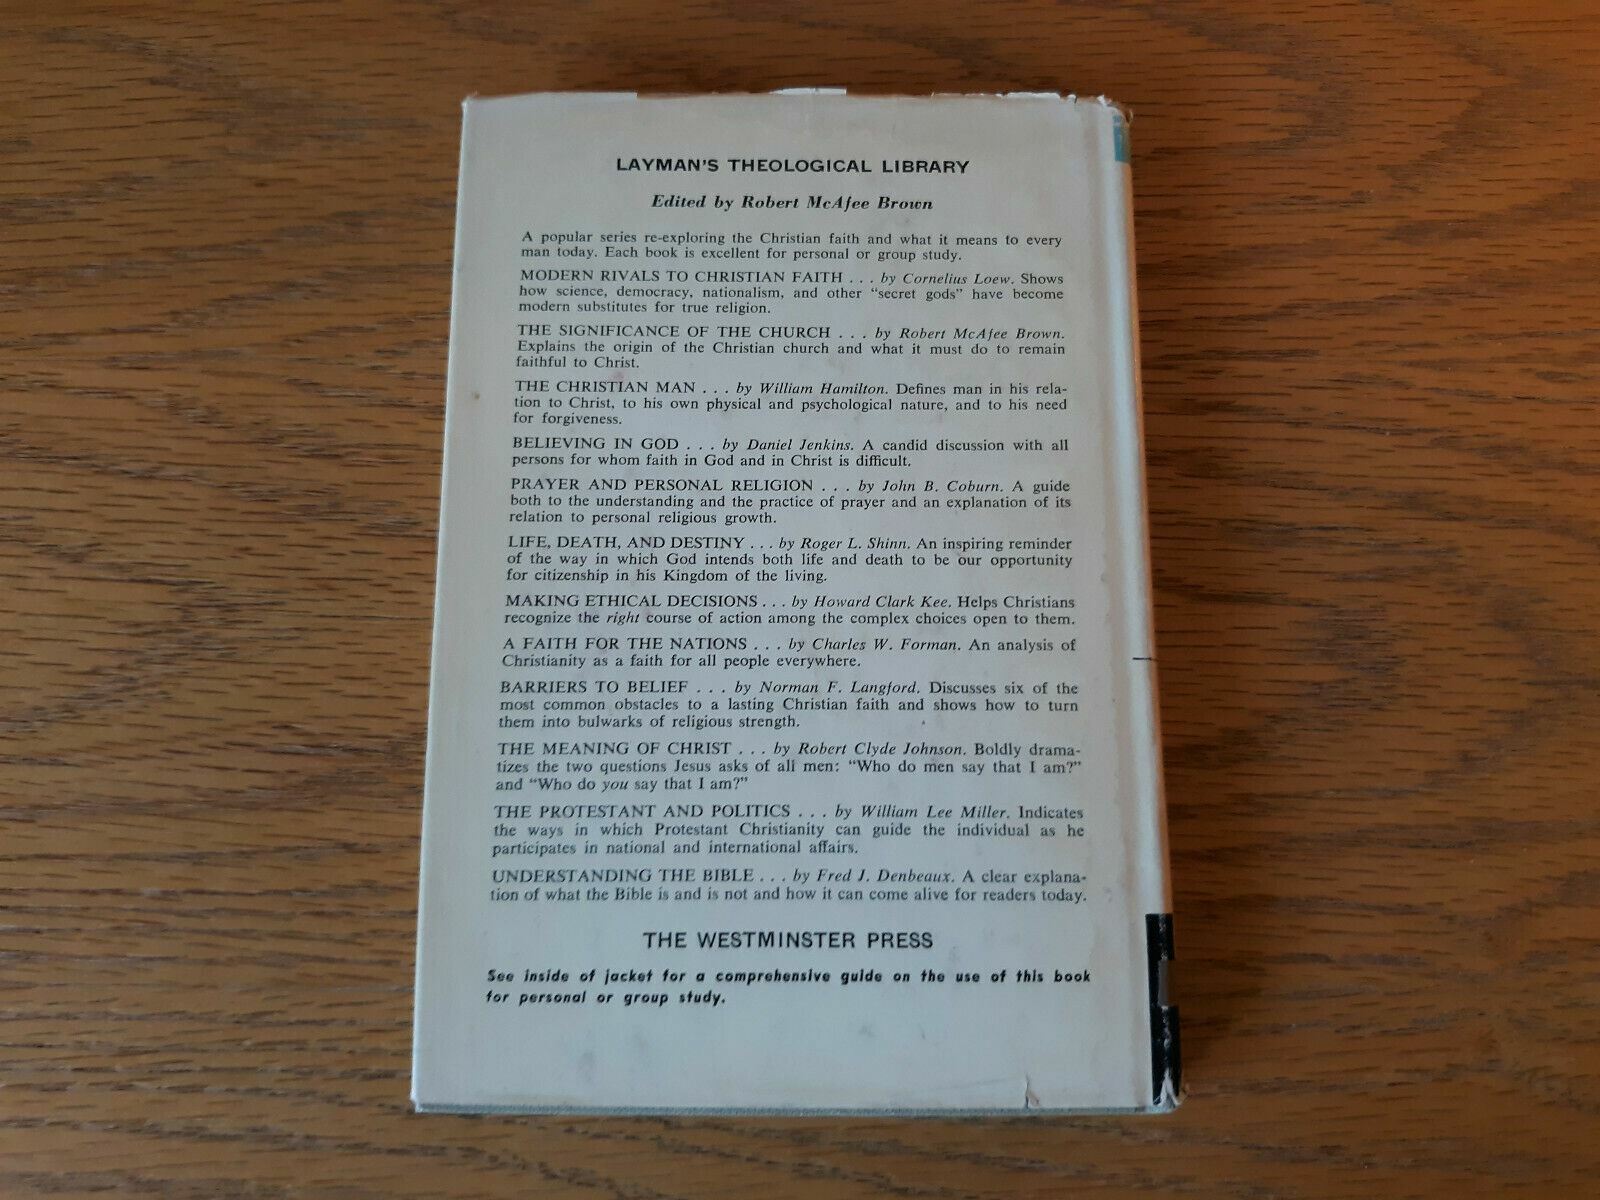 LAYMAN'S THEOLOGICAL LIBRARY
Edited by Robert McAfee Brown
A popular series re-exploring the Christian faith and what it means to every
man today. Each book is excellent for personal or group study.
MODERN RIVALS TO CHRISTIAN FAITH . . . by Cornelius Loew. Shows
how science, democracy, nationalism, and other "secret gods" have become
modern substitutes for true religion.
THE SIGNIFICANCE OF THE CHURCH . . . by Robert McAfee Brown.
Explains the origin of the Christian church and what it must do to remain
faithful to Christ.
THE CHRISTIAN MAN . . . by William Hamilton. Defines man in his rela-
tion to Christ, to his own physical and psychological nature, and to his need
for forgiveness.
BELIEVING IN GOD . . . by Daniel Jenkins. A candid discussion with all
persons for whom faith in God and in Christ is difficult.
PRAYER AND PERSONAL RELIGION . . . by John B. Coburn. A guide
both to the understanding and the practice of prayer and an explanation of its
relation to personal religious growth.
LIFE, DEATH, AND DESTINY . . . by Roger L. Shinn. An inspiring reminder
of the way in which God intends both life and death to be our opportunity
for citizenship in his Kingdom of the living.
MAKING ETHICAL DECISIONS . . . by Howard Clark Kee. Helps Christians
recognize the right course of action among the complex choices open to them.
A FAITH FOR THE NATIONS . . . by Charles W. Forman. An analysis of
Christianity as a faith for all people everywhere.
BARRIERS TO BELIEF . . . by Norman F. Langford. Discusses six of the
most common obstacles to a lasting Christian faith and shows how to turn
them into bulwarks of religious strength.
THE MEANING OF CHRIST . . . by Robert Clyde Johnson. Boldly drama-
tizes the two questions Jesus asks of all men: "Who do men say that I am?"
and "Who do you say that I am?"
THE PROTESTANT AND POLITICS . . . by William Lee Miller. Indicates
the ways in which Protestant Christianity can guide the individual as he
participates in national and international affairs.
UNDERSTANDING THE BIBLE . . . by Fred J. Denbeaux. A clear explana-
tion of what the Bible is and is not and how it can come alive for readers today.
THE WESTMINSTER PRESS
See inside of jacket for a comprehensive guide on the use of this book
for personal or group study.